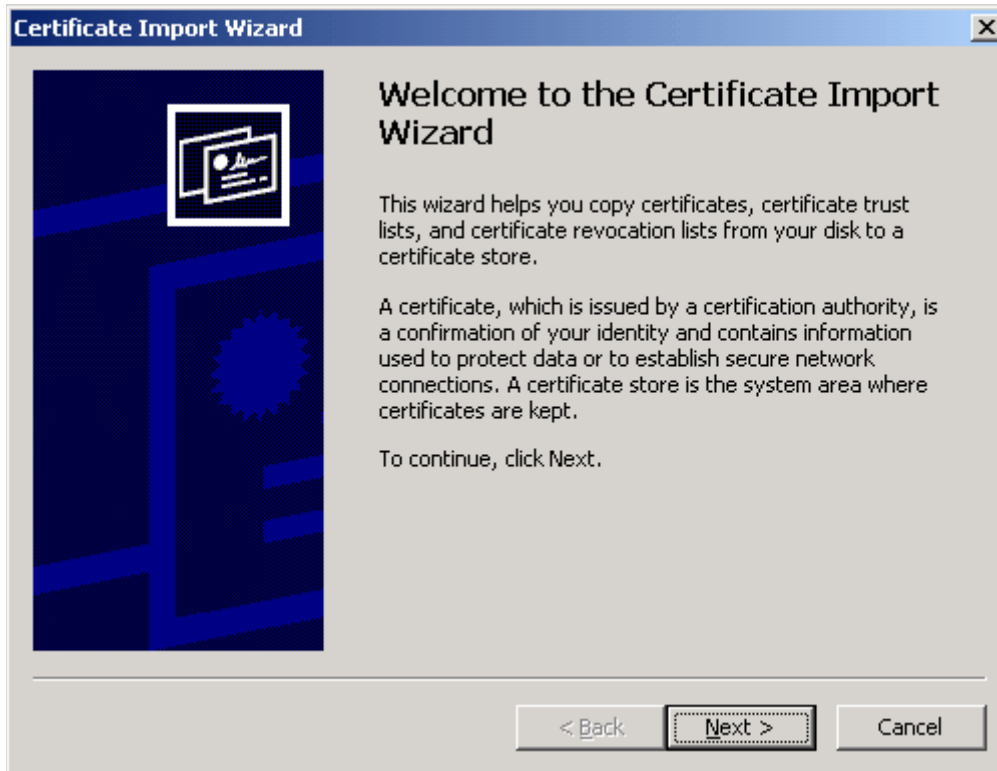 Certificate Import Wizard
Welcome to the Certificate Import
Wizard
This wizard helps you copy certificates, certificate trust
lists, and certificate revocation lists from your disk to a
certificate store.
A certificate, which is issued by a certification authority, is
a confirmation of your identity and contains information
used to protect data or to establish secure network
connections. A certificate store is the system area where
certificates are kept.
To continue, click Next.
< Back
Next >
Cancel